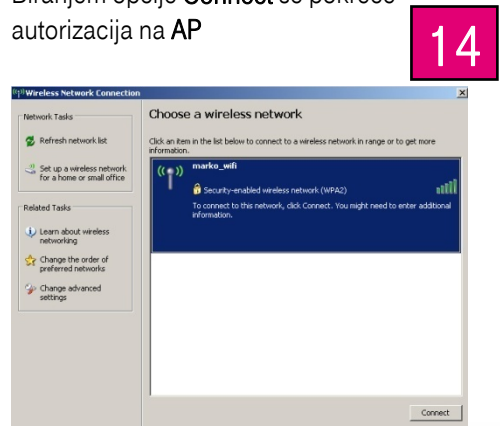 Biranjem opcije Connect se pokreće
autorizacija na AP
14
Wireless Network Connection
Network Tasks
Refresh network list
Set up a wireless network
for a home or small office
Related Tasks
Learn about wireless
networking
Change the order of
preferred networks
Change advanced
settings
Choose a wireless network
Click an item in the list below to connect to a wireless network in range or to get more
information.
marko_wifi
Security-enabled wireless network (WPA2)
To connect to this network, click Connect. You might need to enter additional
information.
Connect